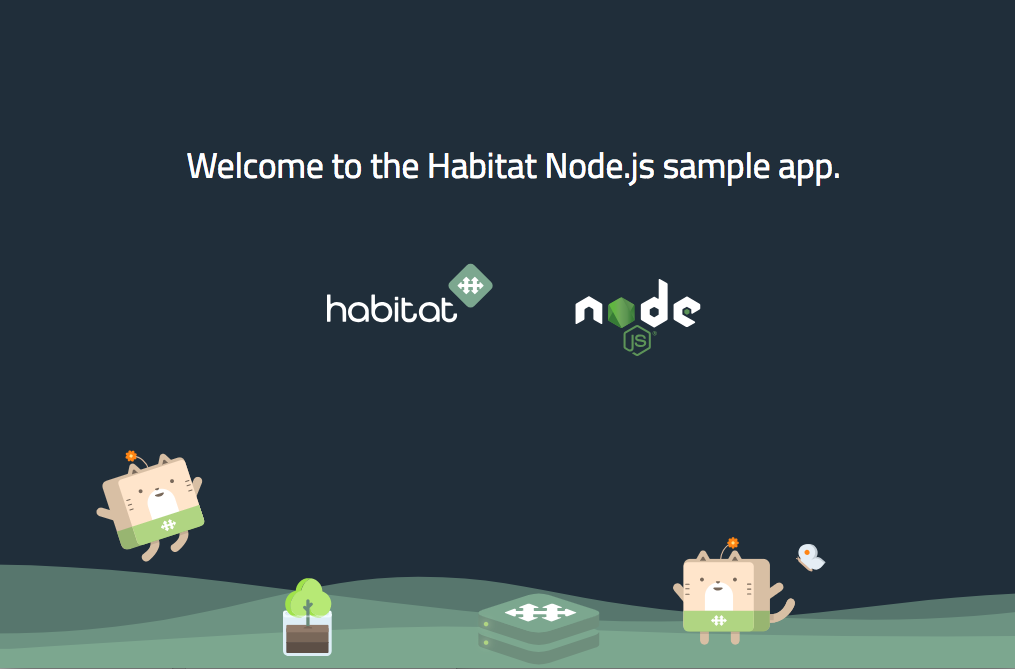 Welcome to the Habitat Node.js sample app.
habitat
node
JS